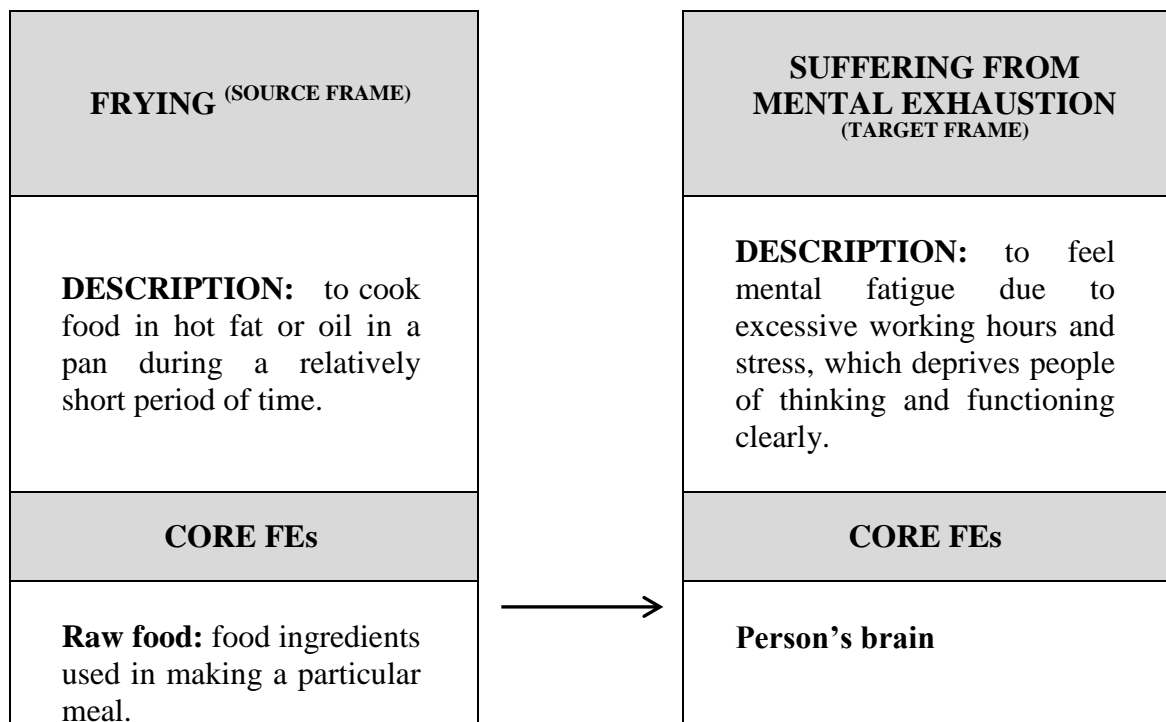 FRYING (SOURCE FRAME)
DESCRIPTION: to cook
food in hot fat or oil in a
pan during a relatively
short period of time.
CORE FEs
Raw food: food ingredients
used in making a particular
meal.
SUFFERING FROM
MENTAL EXHAUSTION
(TARGET FRAME)
DESCRIPTION: to feel
mental fatigue due to
excessive working hours and
stress, which deprives people
of thinking and functioning
clearly.
CORE FEs
Person’s brain